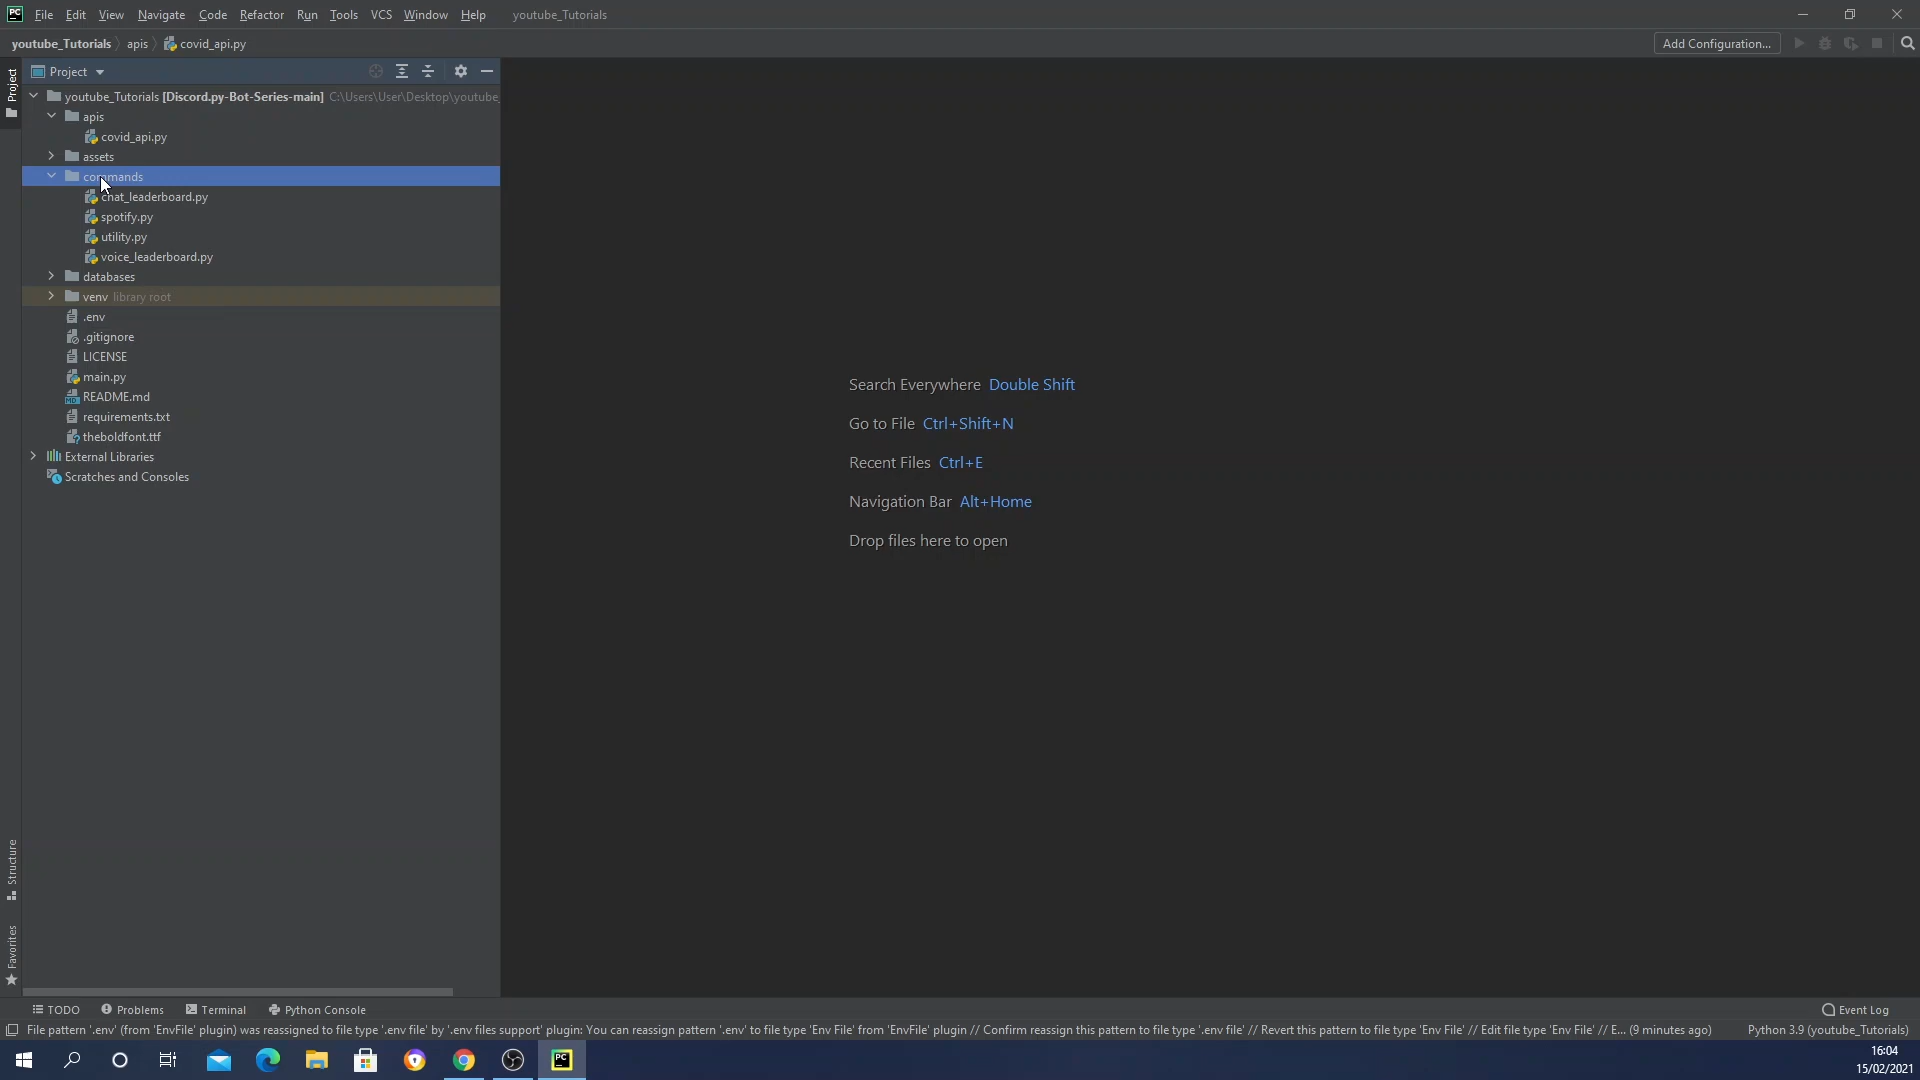 PC File Edit View Navigate Code Refactor Run Tools VCS Window Help youtube_Tutorials
youtube_Tutorials apis covid_api.py Add Configuration...
Project Project
youtube_Tutorials [Discord.py-Bot-Series-main] C:\Users\User\Desktop\youtube_
apis
covid_api.py
assets
commands
chat_leaderboard.py
spotify.py
utility.py
voice_leaderboard.py
databases
venv library root
.env
.gitignore
LICENSE
main.py
README.md
requirements.txt
theboldfont.ttf
External Libraries
Scratches and Consoles
Search Everywhere Double Shift
Go to File Ctrl+Shift+N
Recent Files Ctrl+E
Navigation Bar Alt+Home
Drop files here to open
Structure
Favorites
TODO Problems Terminal Python Console Event Log
File pattern '.env' (from 'EnvFile' plugin) was reassigned to file type '.env file' by '.env files support' plugin: You can reassign pattern '.env' to file type 'Env File' from 'EnvFile' plugin // Confirm reassign this pattern to file type '.env file' // Revert this pattern to file type 'Env File' // Edit file type 'Env File' // E... (9 minutes ago) Python 3.9 (youtube_Tutorials)
PC 16:04
15/02/2021